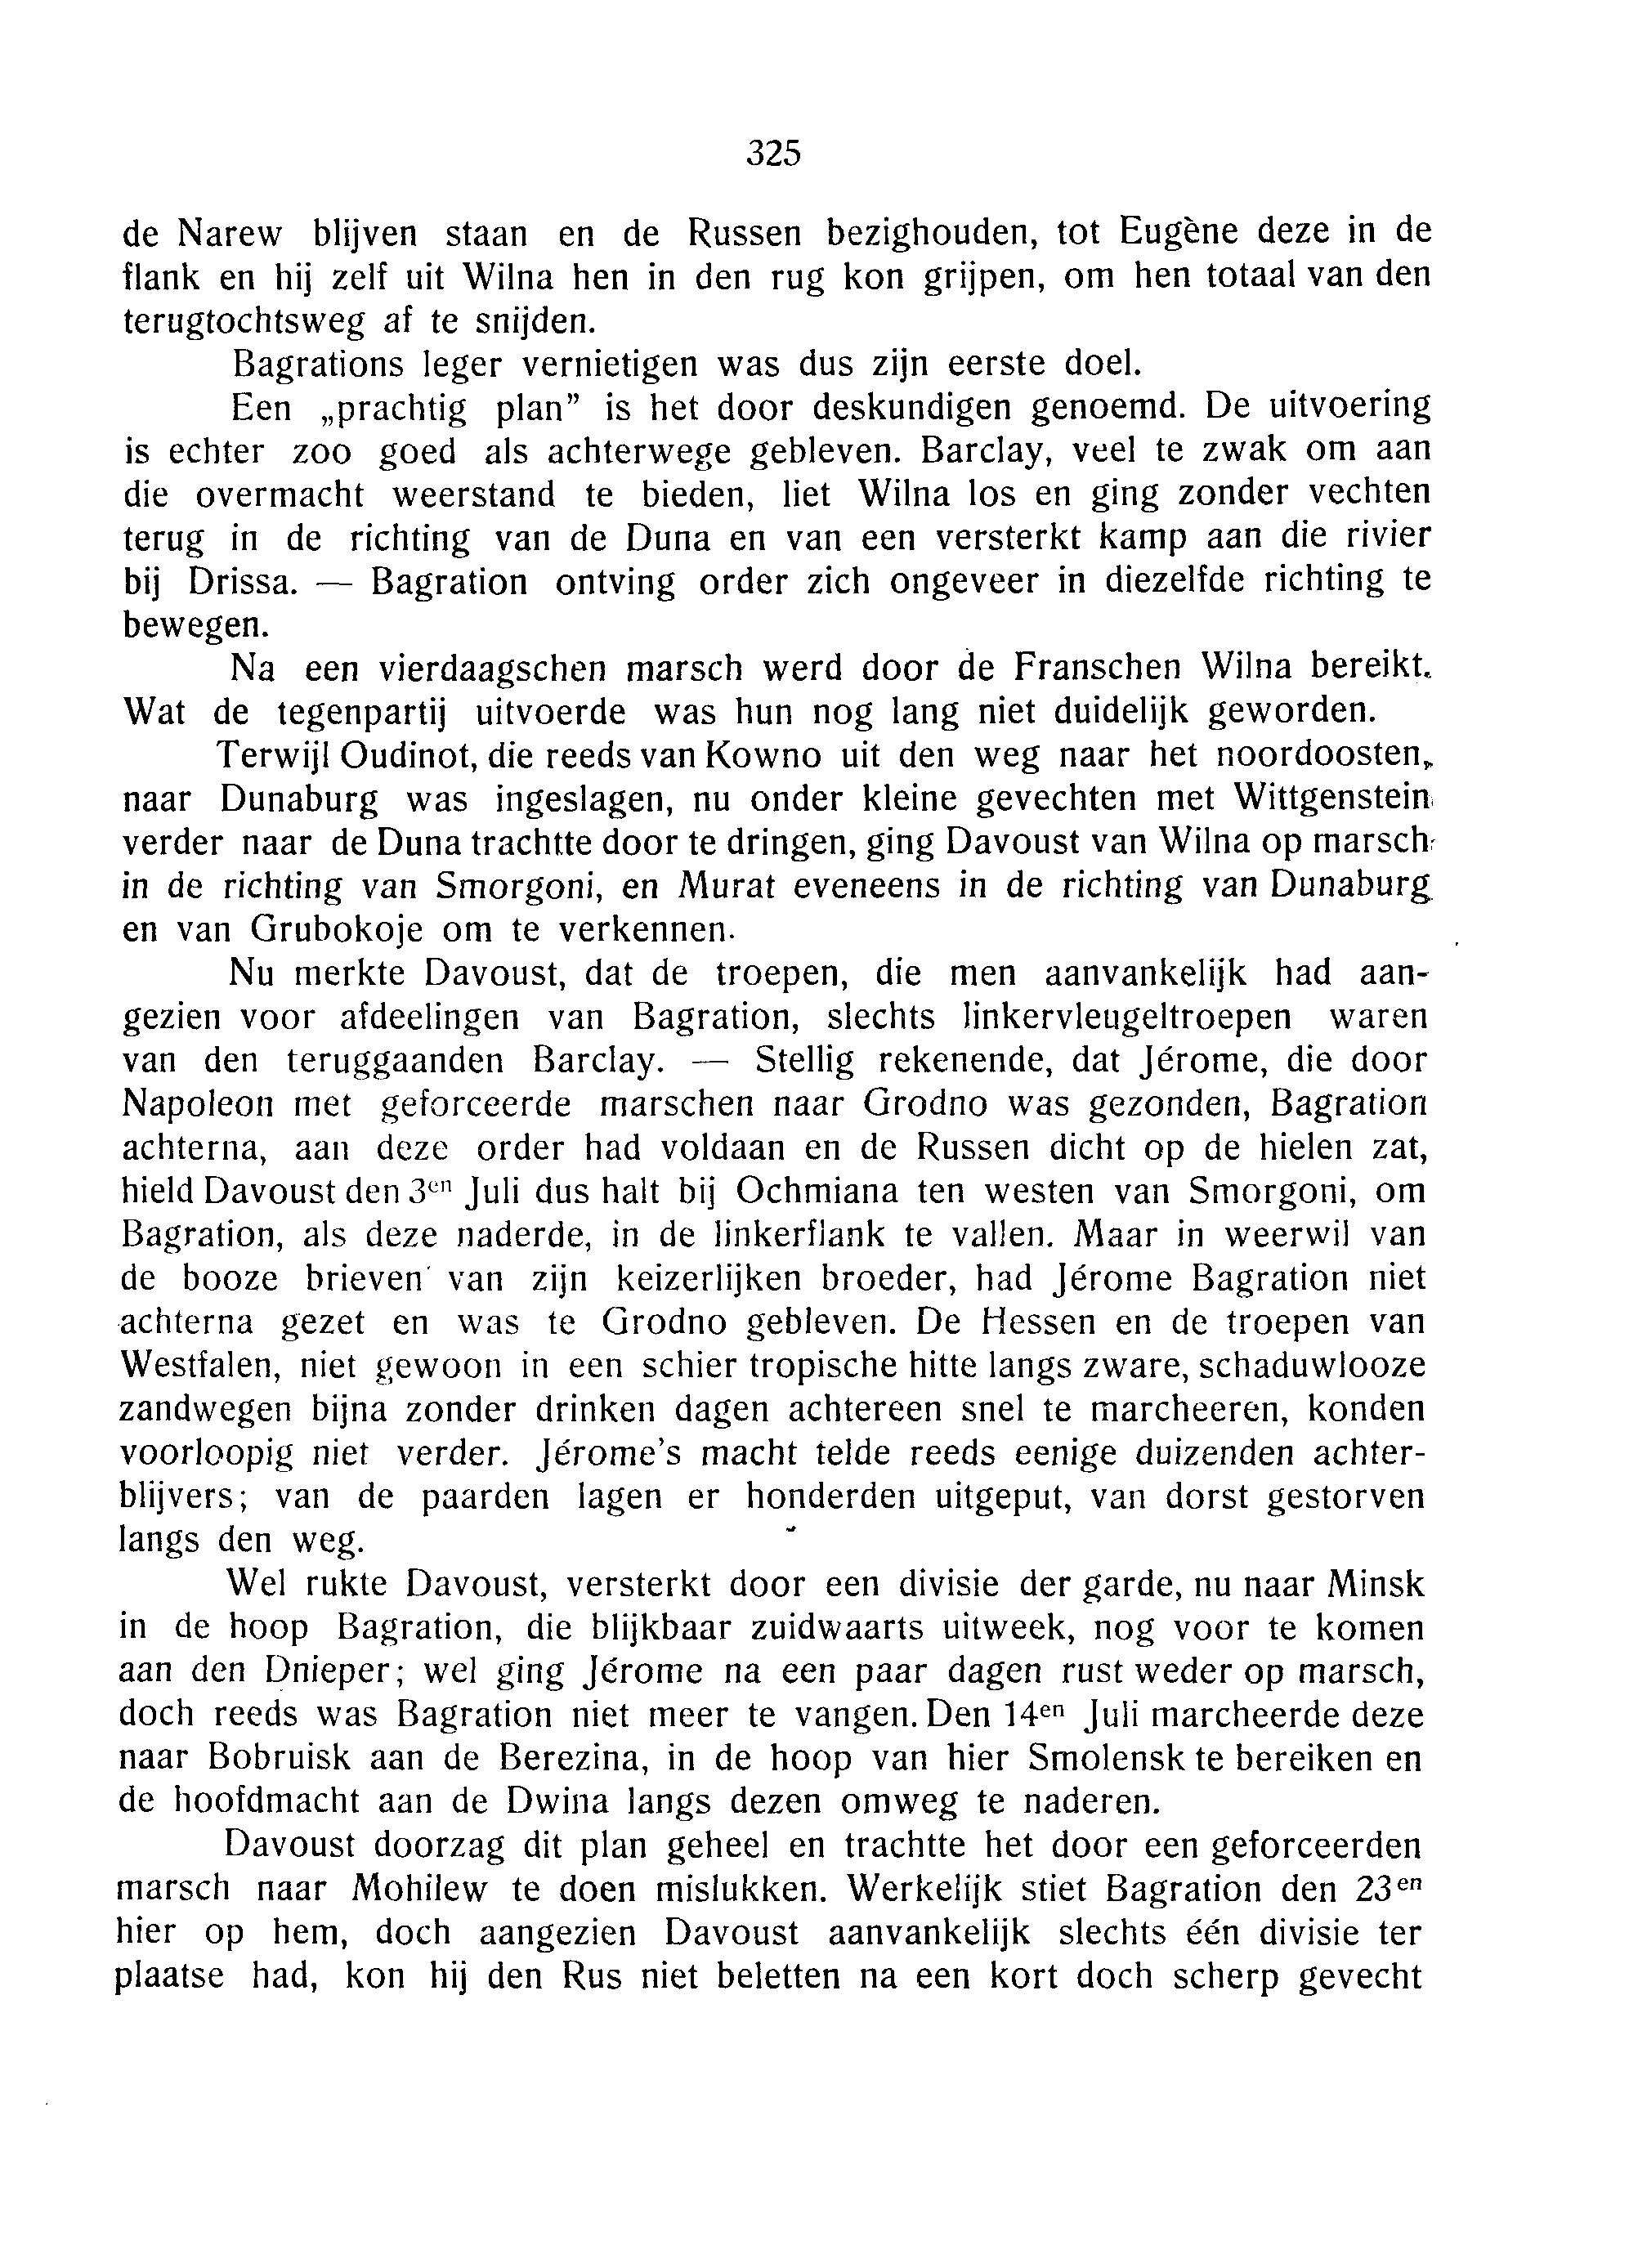 325
de Narew blijven staan en de Russen bezighouden, tot Eugène deze in de
flank en hij zelf uit Wilna hen in den rug kon grijpen, om hen totaal van den
terugtochtsweg af te snijden.
Bagrations leger vernietigen was dus zijn eerste doel.
Een „prachtig plan” is het door deskundigen genoemd. De uitvoering
is echter zoo goed als achterwege gebleven. Barclay, veel te zwak om aan
die overmacht weerstand te bieden, liet Wilna los en ging zonder vechten
terug in de richting van de Duna en van een versterkt kamp aan die rivier
bij Drissa. — Bagration ontving order zich ongeveer in diezelfde richting te
bewegen.
Na een vierdaagschen marsch werd door de Franschen Wilna bereikt.
Wat de tegenpartij uitvoerde was hun nog lang niet duidelijk geworden.
Terwijl Oudinot, die reeds van Kowno uit den weg naar het noordoosten,
naar Dunaburg was ingeslagen, nu onder kleine gevechten met Wittgenstein
verder naar de Duna trachtte door te dringen, ging Davoust van Wilna op marsch
in de richting van Smorgoni, en Murat eveneens in de richting van Dunaburg
en van Grubokoje om te verkennen.
Nu merkte Davoust, dat de troepen, die men aanvankelijk had aan-
gezien voor afdeelingen van Bagration, slechts linkervleugeltroepen waren
van den teruggaanden Barclay. — Stellig rekenende, dat Jérome, die door
Napoleon met geforceerde marschen naar Grodno was gezonden, Bagration
achterna, aan deze order had voldaan en de Russen dicht op de hielen zat,
hield Davoust den 3en Juli dus halt bij Ochmiana ten westen van Smorgoni, om
Bagration, als deze naderde, in de linkerflank te vallen. Maar in weerwil van
de booze brieven van zijn keizerlijken broeder, had Jérome Bagration niet
achterna gezet en was te Grodno gebleven. De Hessen en de troepen van
Westfalen, niet gewoon in een schier tropische hitte langs zware, schaduwlooze
zandwegen bijna zonder drinken dagen achtereen snel te marcheeren, konden
voorloopig niet verder. Jérome’s macht telde reeds eenige duizenden achter-
blijvers; van de paarden lagen er honderden uitgeput, van dorst gestorven
langs den weg.
Wel rukte Davoust, versterkt door een divisie der garde, nu naar Minsk
in de hoop Bagration, die blijkbaar zuidwaarts uitweek, nog voor te komen
aan den Dnieper; wel ging Jérome na een paar dagen rust weder op marsch,
doch reeds was Bagration niet meer te vangen. Den 14en Juli marcheerde deze
naar Bobruisk aan de Berezina, in de hoop van hier Smolensk te bereiken en
de hoofdmacht aan de Dwina langs dezen omweg te naderen.
Davoust doorzag dit plan geheel en trachtte het door een geforceerden
marsch naar Mohilew te doen mislukken. Werkelijk stiet Bagration den 23en
hier op hem, doch aangezien Davoust aanvankelijk slechts één divisie ter
plaatse had, kon hij den Rus niet beletten na een kort doch scherp gevecht